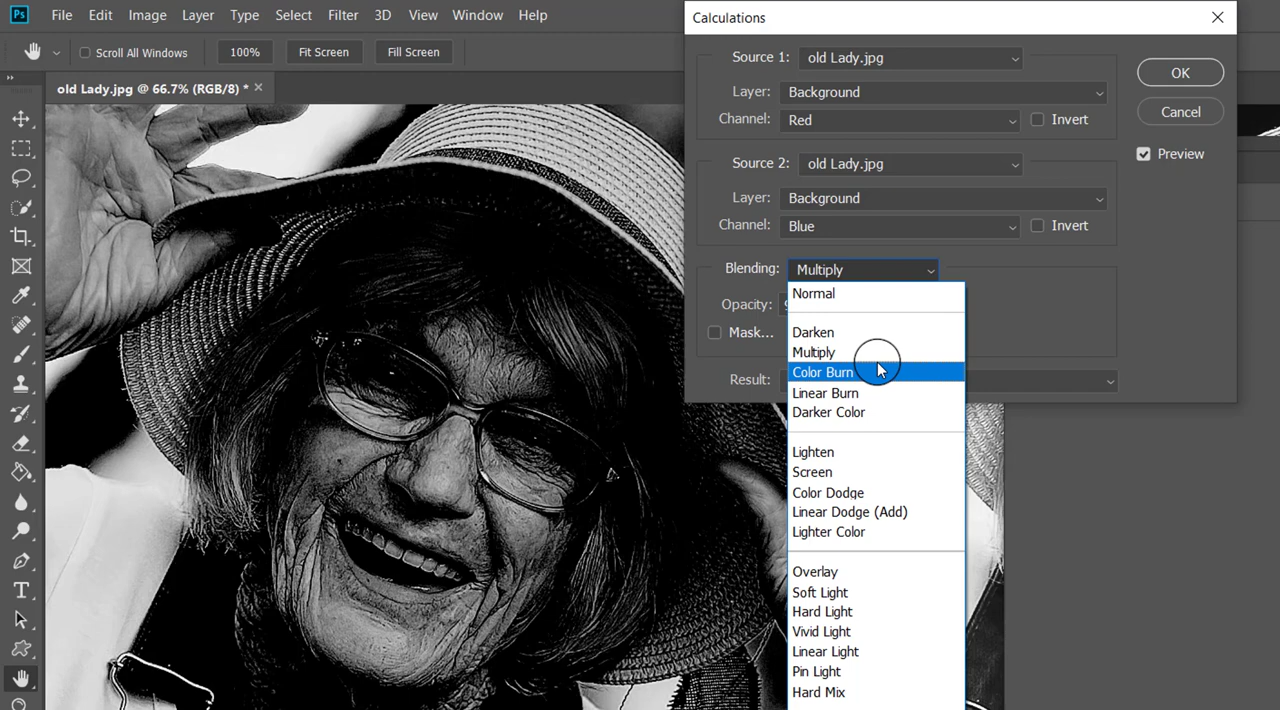 Ps File Edit Image Layer Type Select Filter 3D View Window Help
Scroll All Windows 100% Fit Screen Fill Screen
old Lady.jpg @ 66.7% (RGB/8) *
Calculations
Source 1: old Lady.jpg
Layer: Background
Channel: Red Invert
Source 2: old Lady.jpg
Layer: Background
Channel: Blue Invert
Blending: Multiply
Opacity:
Mask...
Result:
OK
Cancel
Preview
Normal
Darken
Multiply
Color Burn
Linear Burn
Darker Color
Lighten
Screen
Color Dodge
Linear Dodge (Add)
Lighter Color
Overlay
Soft Light
Hard Light
Vivid Light
Linear Light
Pin Light
Hard Mix